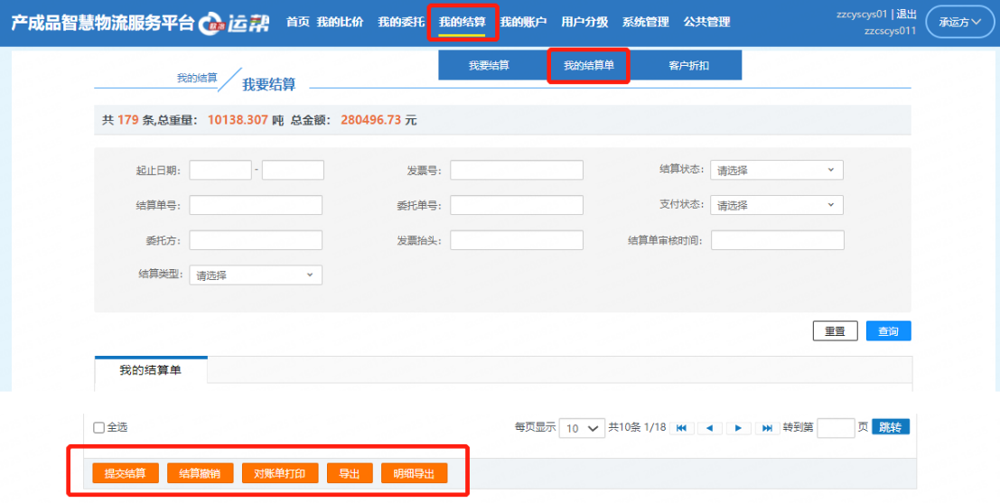 产成品智慧物流服务平台 运帮 首页 我的比价 我的委托 我的结算 我的账户 用户分级 系统管理 公共管理 zzcyscys01 | 退出
zzcscys011
承运方
我要结算 我的结算单 客户折扣
我的结算 我要结算
共 179 条,总重量: 10138.307 吨 总金额: 280496.73 元
起止日期: - 发票号: 结算状态: 请选择
结算单号: 委托单号: 支付状态: 请选择
委托方: 发票抬头: 结算单审核时间:
结算类型: 请选择
重置 查询
我的结算单
全选 每页显示 10 共10条 1/18 转到第 页 跳转
提交结算 结算撤销 对账单打印 导出 明细导出